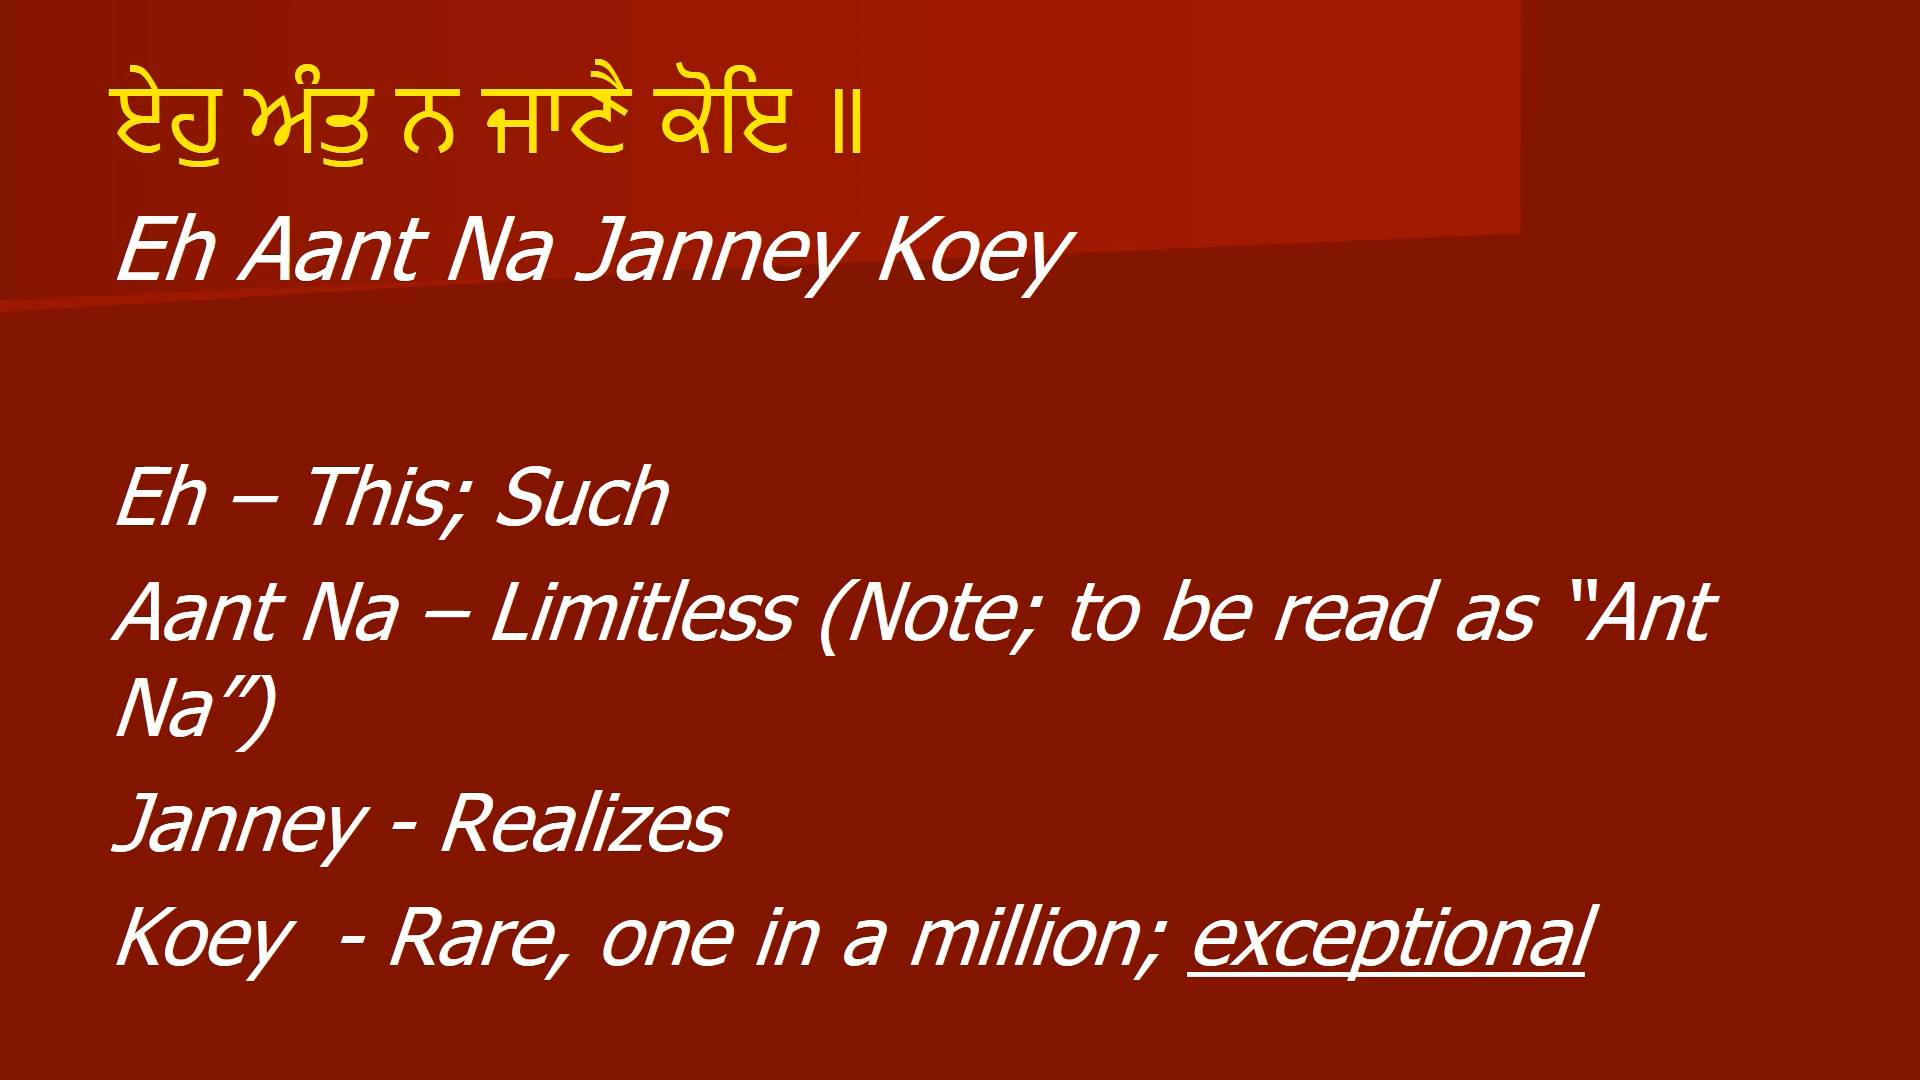 ਏਹੁ ਅੰਤੁ ਨ ਜਾਣੈ ਕੋਇ ॥
Eh Aant Na Janney Koey
Eh – This; Such
Aant Na – Limitless (Note; to be read as “Ant
Na”)
Janney - Realizes
Koey  - Rare, one in a million; exceptional